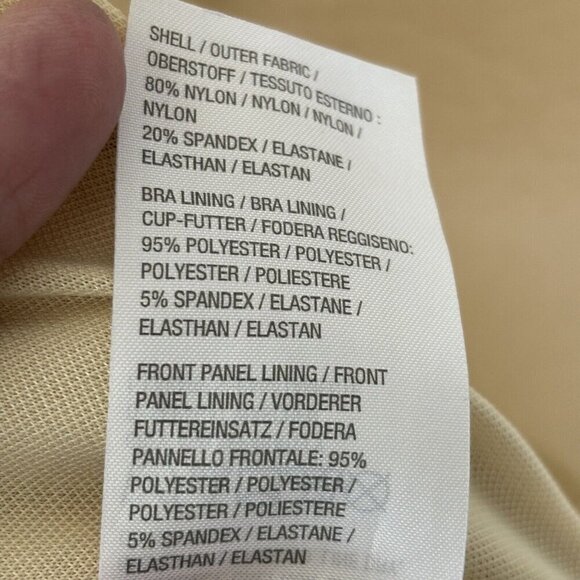 SHELL / OUTER FABRIC /
OBERSTOFF / TESSUTO ESTERNO :
80% NYLON / NYLON / NYLON /
NYLON
20% SPANDEX / ELASTANE /
ELASTHAN / ELASTAN
BRA LINING / BRA LINING /
CUP-FUTTER / FODERA REGGISENO:
95% POLYESTER / POLYESTER /
POLYESTER / POLIESTERE
5% SPANDEX / ELASTANE /
ELASTHAN / ELASTAN
FRONT PANEL LINING / FRONT
PANEL LINING / VORDERER
FUTTEREINSATZ / FODERA
PANNELLO FRONTALE: 95%
POLYESTER / POLYESTER /
POLYESTER / POLIESTERE
5% SPANDEX / ELASTANE /
ELASTHAN / ELASTAN